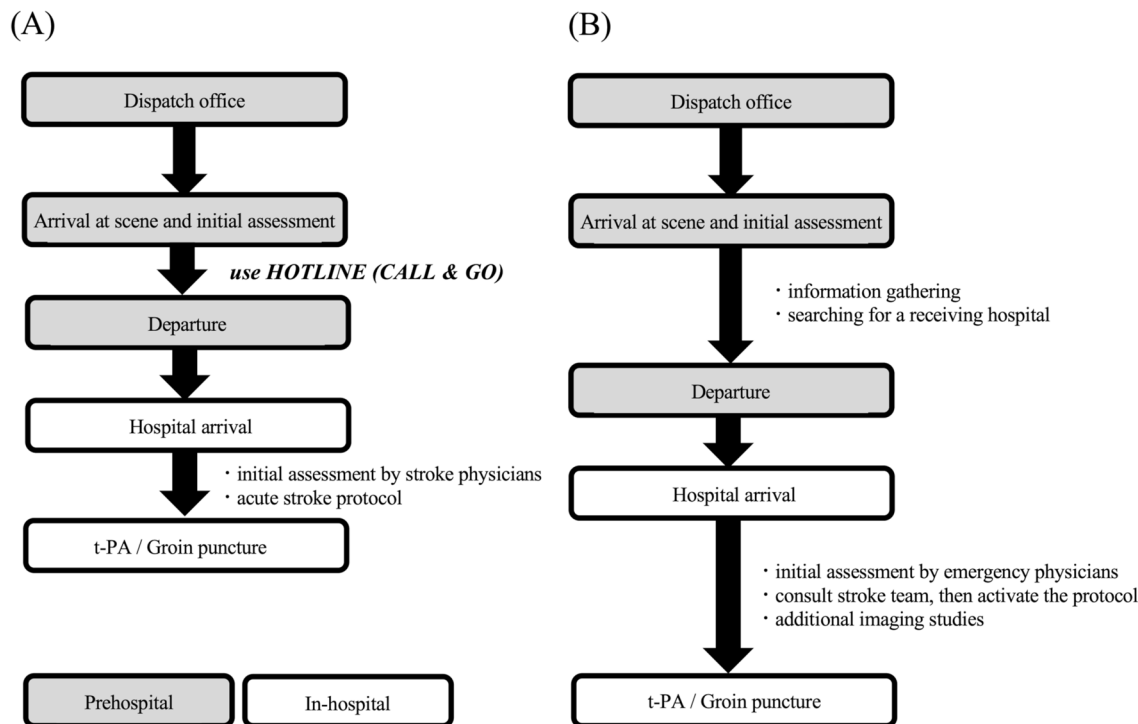 (A)
Dispatch office
Arrival at scene and initial assessment
use HOTLINE (CALL & GO)
Departure
Hospital arrival
・initial assessment by stroke physicians
・acute stroke protocol
t-PA / Groin puncture
Prehospital
In-hospital
(B)
Dispatch office
Arrival at scene and initial assessment
・information gathering
・searching for a receiving hospital
Departure
Hospital arrival
・initial assessment by emergency physicians
・consult stroke team, then activate the protocol
・additional imaging studies
t-PA / Groin puncture